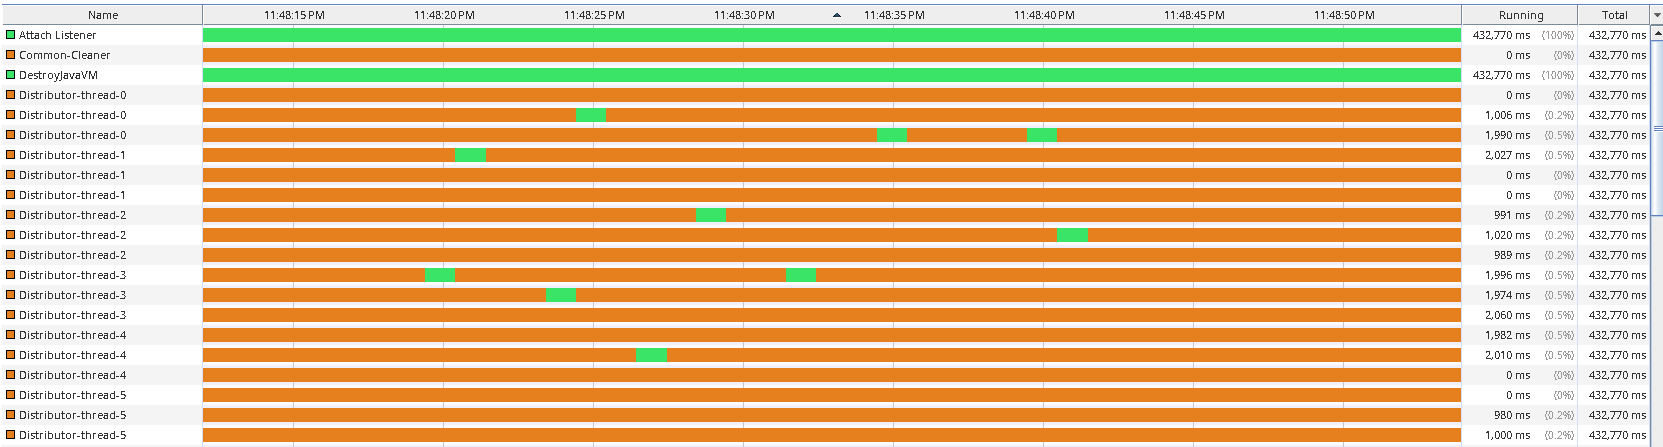 Name 11:48:15 PM 11:48:20 PM 11:48:25 PM 11:48:30 PM 11:48:35 PM 11:48:40 PM 11:48:45 PM 11:48:50 PM Running Total
Attach Listener 432,770 ms (100%) 432,770 ms
Common-Cleaner 0 ms (0%) 432,770 ms
DestroyJavaVM 432,770 ms (100%) 432,770 ms
Distributor-thread-0 0 ms (0%) 432,770 ms
Distributor-thread-0 1,006 ms (0.2%) 432,770 ms
Distributor-thread-0 1,990 ms (0.5%) 432,770 ms
Distributor-thread-1 2,027 ms (0.5%) 432,770 ms
Distributor-thread-1 0 ms (0%) 432,770 ms
Distributor-thread-1 0 ms (0%) 432,770 ms
Distributor-thread-2 991 ms (0.2%) 432,770 ms
Distributor-thread-2 1,020 ms (0.2%) 432,770 ms
Distributor-thread-2 989 ms (0.2%) 432,770 ms
Distributor-thread-3 1,996 ms (0.5%) 432,770 ms
Distributor-thread-3 1,974 ms (0.5%) 432,770 ms
Distributor-thread-3 2,060 ms (0.5%) 432,770 ms
Distributor-thread-4 1,982 ms (0.5%) 432,770 ms
Distributor-thread-4 2,010 ms (0.5%) 432,770 ms
Distributor-thread-4 0 ms (0%) 432,770 ms
Distributor-thread-5 0 ms (0%) 432,770 ms
Distributor-thread-5 980 ms (0.2%) 432,770 ms
Distributor-thread-5 1,000 ms (0.2%) 432,770 ms